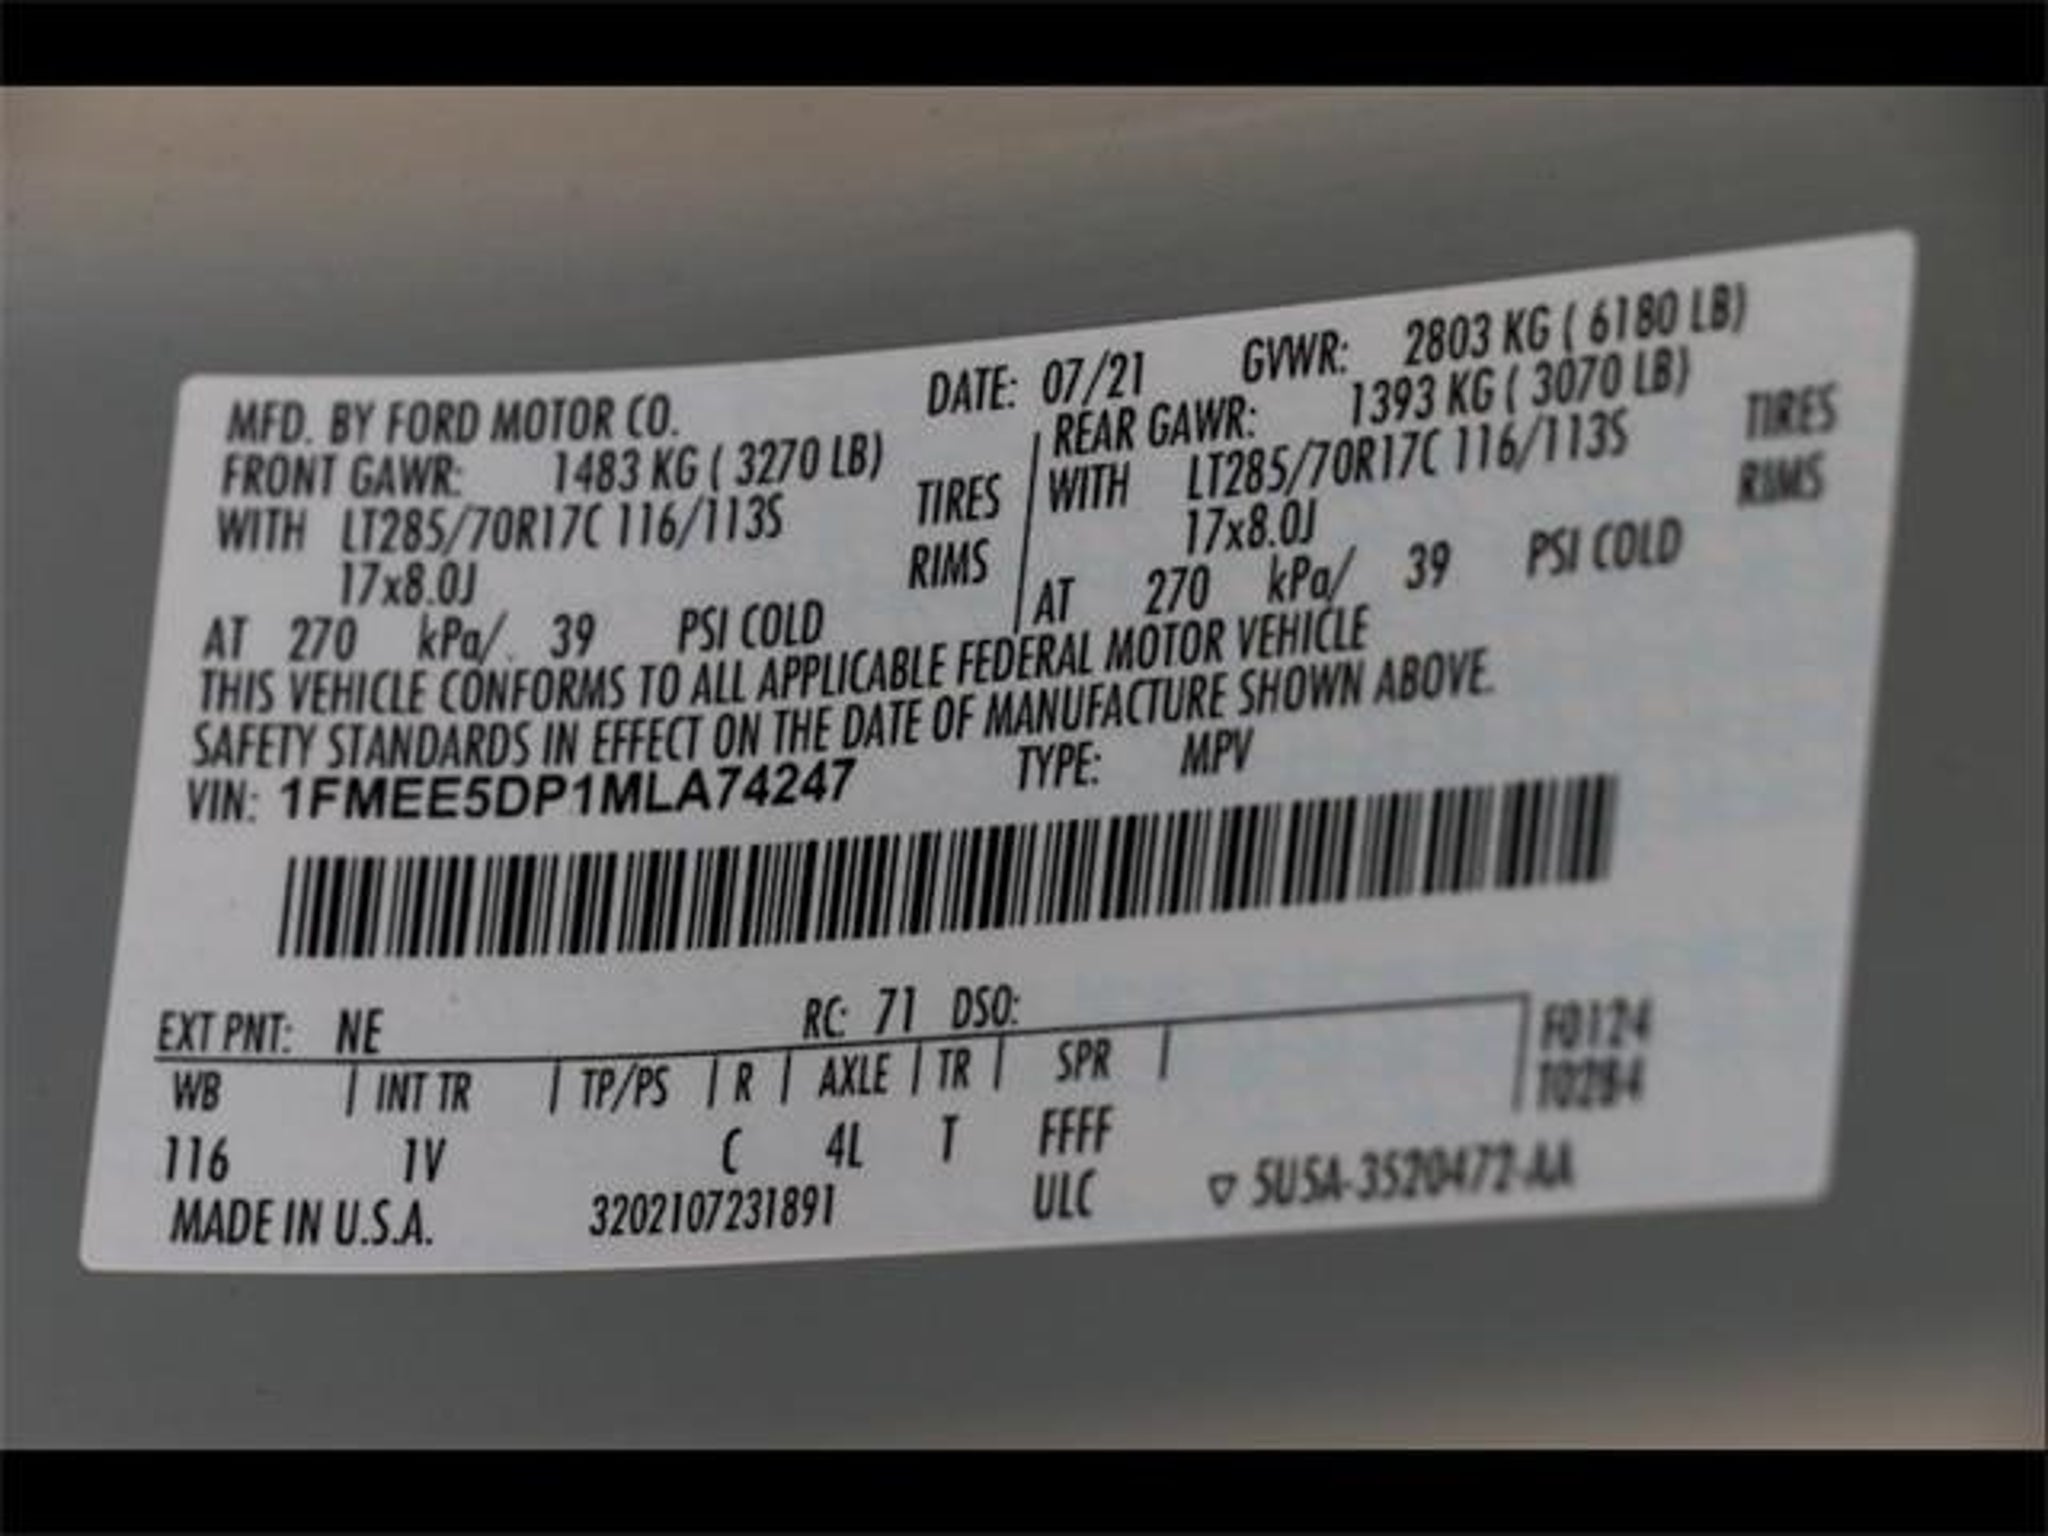 MFD. BY FORD MOTOR CO. DATE: 07/21 GVWR: 2803 KG ( 6180 LB)
FRONT GAWR: 1483 KG ( 3270 LB) REAR GAWR: 1393 KG ( 3070 LB)
WITH LT285/70R17C 116/113S TIRES WITH LT285/70R17C 116/113S TIRES
17x8.0J RIMS 17x8.0J RIMS
AT 270 kPa/ 39 PSI COLD AT 270 kPa/ 39 PSI COLD
THIS VEHICLE CONFORMS TO ALL APPLICABLE FEDERAL MOTOR VEHICLE
SAFETY STANDARDS IN EFFECT ON THE DATE OF MANUFACTURE SHOWN ABOVE.
VIN: 1FMEE5DP1MLA74247 TYPE: MPV
EXT PNT: NE RC: 71 DSO:
WB | INT TR | TP/PS | R | AXLE | TR | SPR | F0124
T0284
116 1V C 4L T FFFF
MADE IN U.S.A. 3202107231891 ULC ▽ 5U5A-3520472-AA